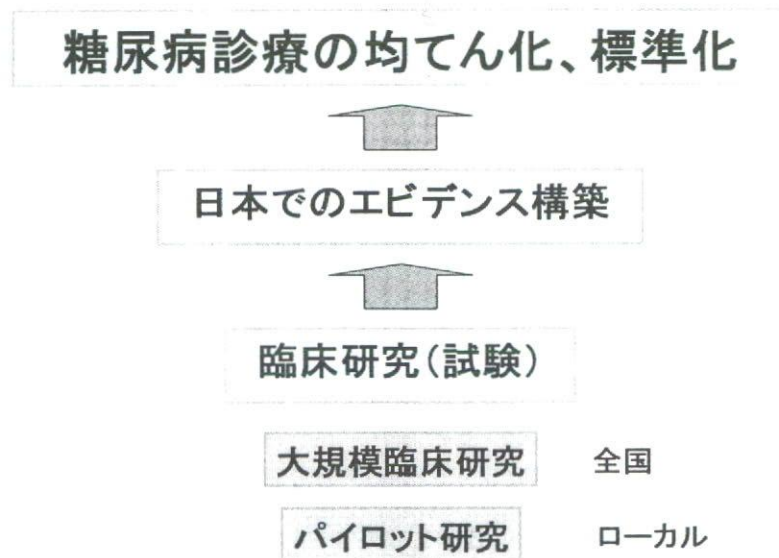 糖尿病診療の均てん化、標準化
日本でのエビデンス構築
臨床研究(試験)
大規模臨床研究 全国
パイロット研究 ローカル